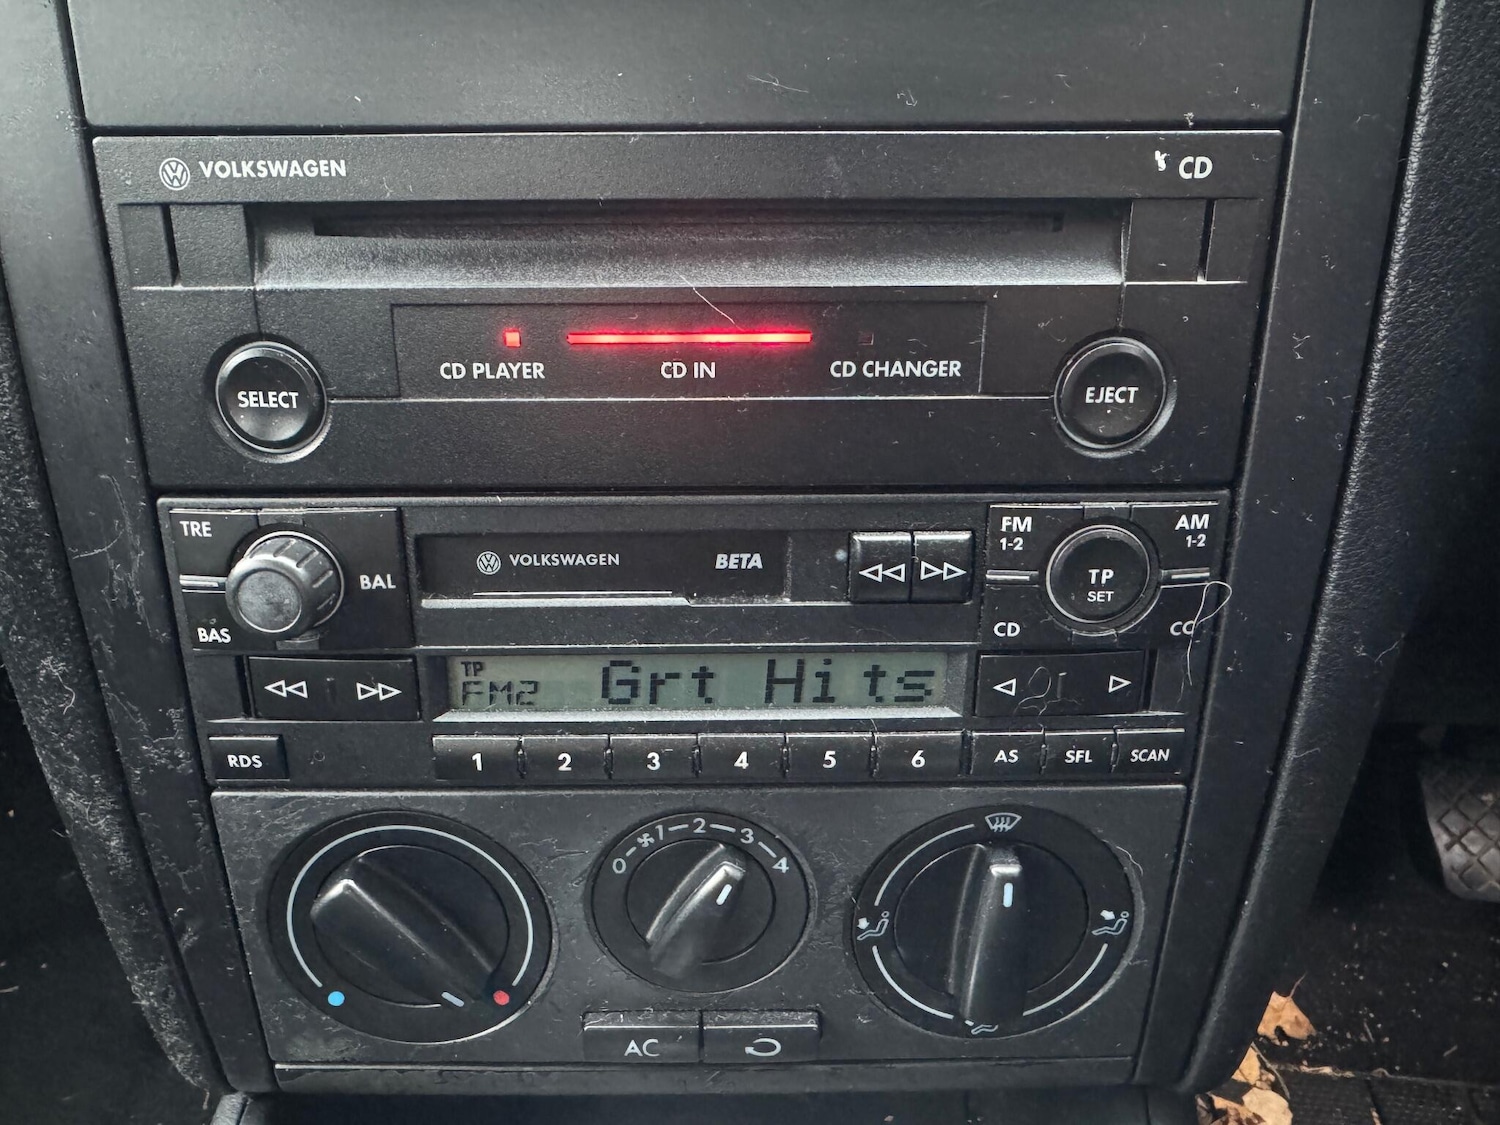 VOLKSWAGEN CD
CD PLAYER CD IN CD CHANGER
SELECT EJECT
TRE
BAL
BAS
VOLKSWAGEN BETA
FM
1-2
AM
1-2
TP
SET
CD
TP
FM2 Grt Hits
RDS 1 2 3 4 5 6 AS SFL SCAN
0 1 2 3 4
AC